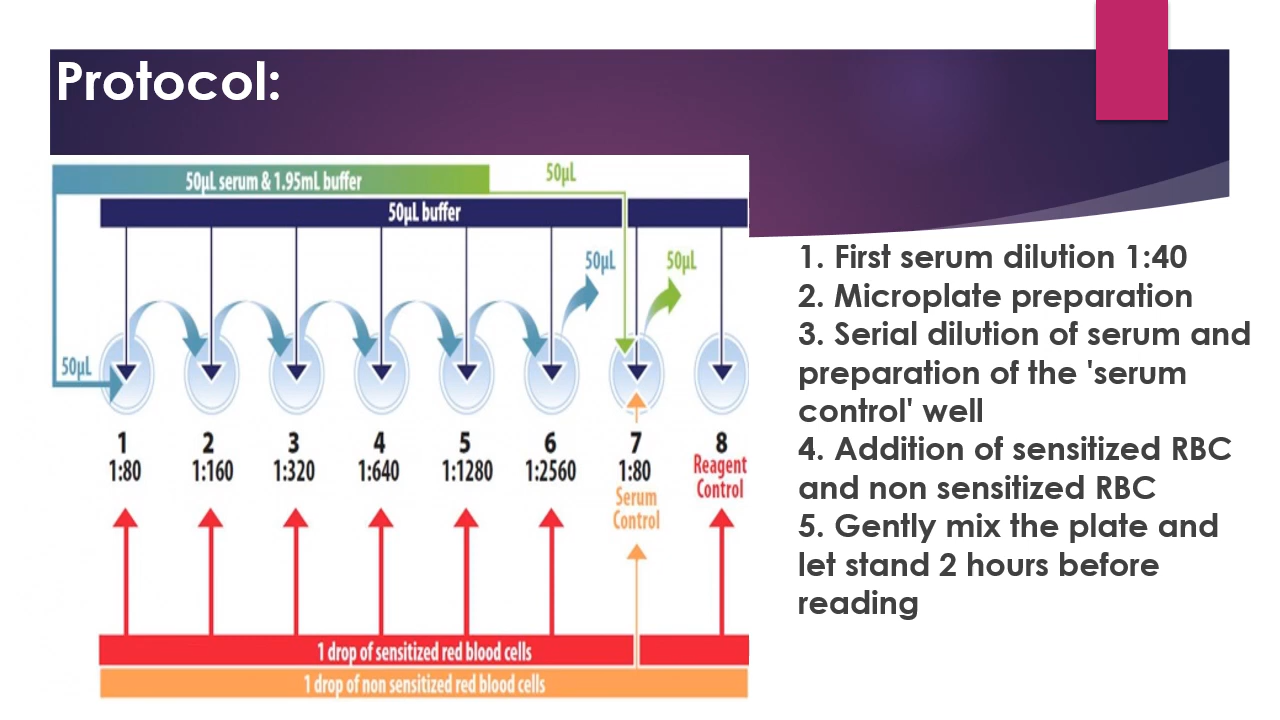 Protocol:
50µL serum & 1.95mL buffer
50µL
50µL buffer
50µL
50µL
50µL
1
2
3
4
5
6
7
8
1:80
1:160
1:320
1:640
1:1280
1:2560
1:80
Reagent
Control
Serum
Control
1 drop of sensitized red blood cells
1 drop of non sensitized red blood cells
1. First serum dilution 1:40
2. Microplate preparation
3. Serial dilution of serum and
preparation of the 'serum
control' well
4. Addition of sensitized RBC
and non sensitized RBC
5. Gently mix the plate and
let stand 2 hours before
reading